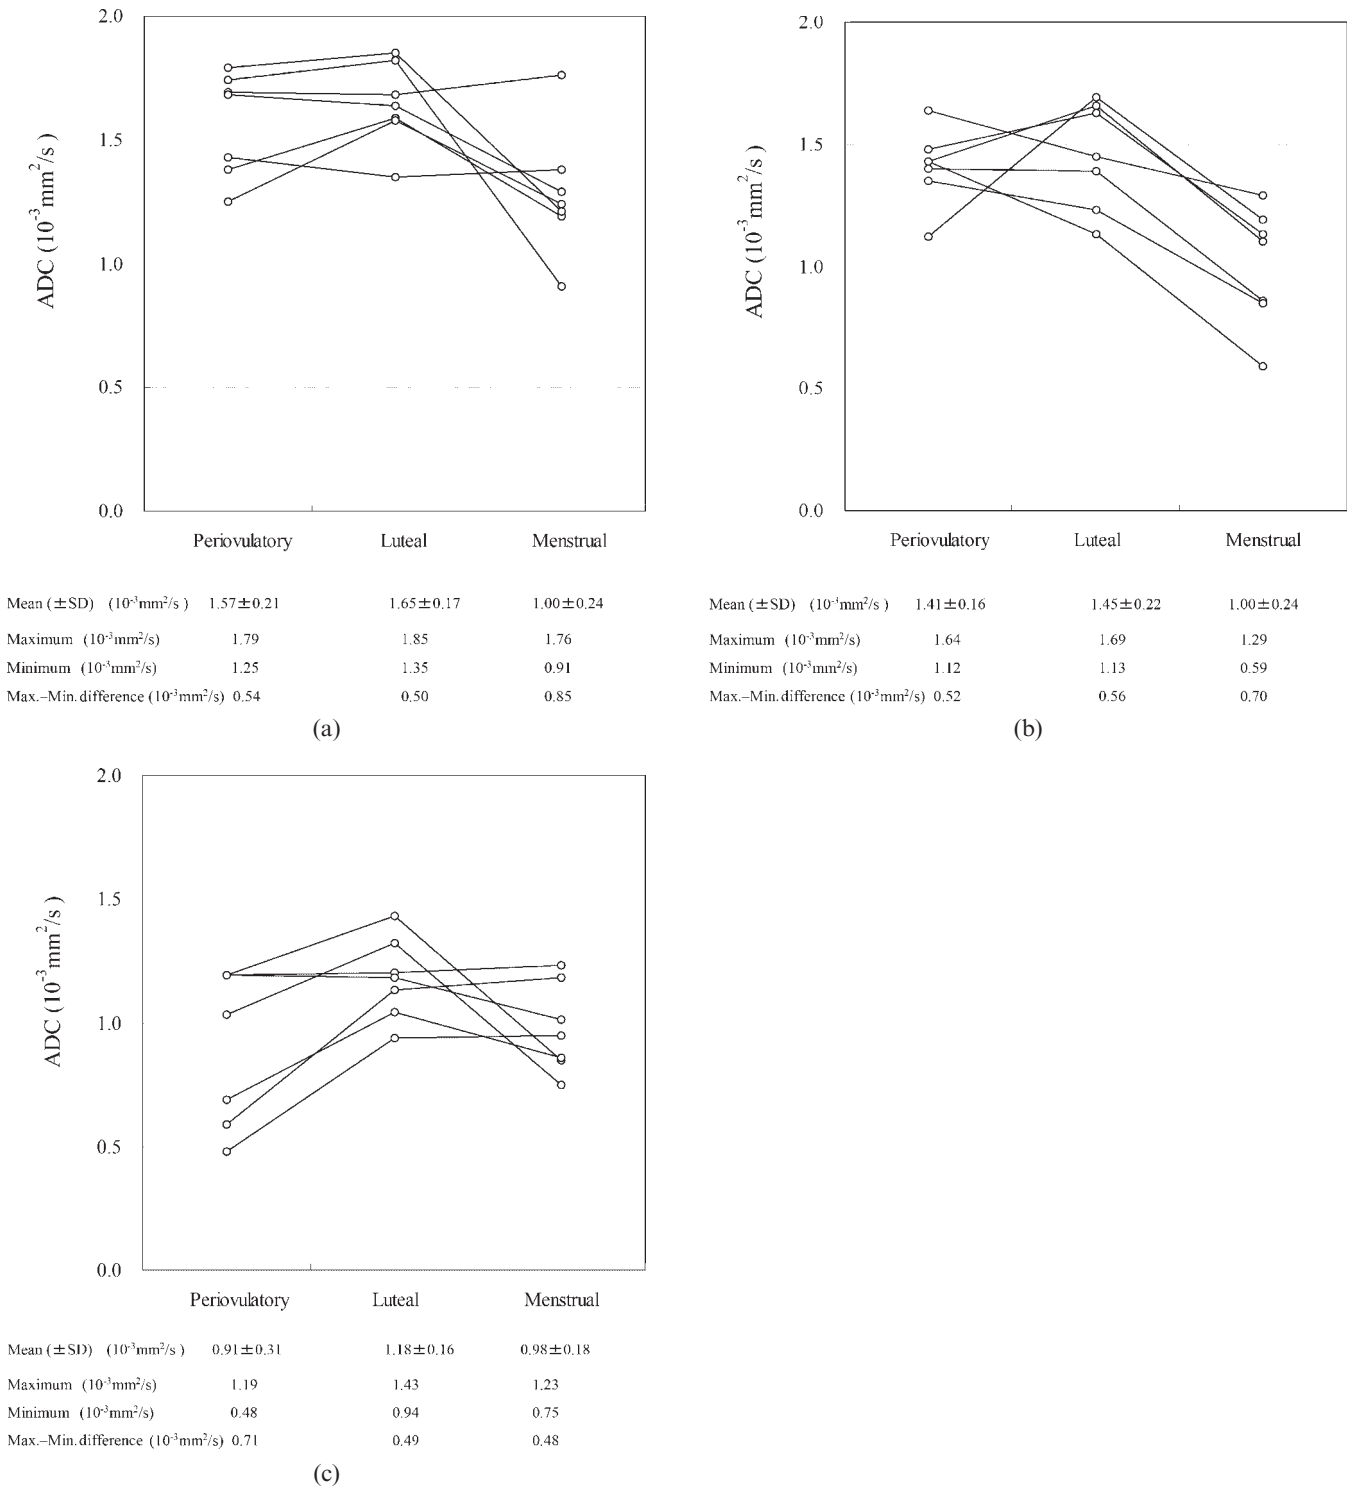 2.0
1.5
1.0
0.5
0.0
ADC (10⁻³mm²/s )
Periovulatory Luteal Menstrual
Mean (±SD) (10⁻³mm²/s ) 1.57±0.21 1.65±0.17 1.00±0.24
Maximum (10⁻³mm²/s) 1.79 1.85 1.76
Minimum (10⁻³mm²/s) 1.25 1.35 0.91
Max.–Min.difference (10⁻³mm²/s) 0.54 0.50 0.85
(a)
2.0
1.5
1.0
0.5
0.0
ADC (10⁻³mm²/s )
Periovulatory Luteal Menstrual
Mean (±SD) (10⁻³mm²/s ) 1.41±0.16 1.45±0.22 1.00±0.24
Maximum (10⁻³mm²/s) 1.64 1.69 1.29
Minimum (10⁻³mm²/s) 1.12 1.13 0.59
Max.–Min.difference (10⁻³mm²/s) 0.52 0.56 0.70
(b)
2.0
1.5
1.0
0.5
0.0
ADC (10⁻³mm²/s )
Periovulatory Luteal Menstrual
Mean (±SD) (10⁻³mm²/s ) 0.91±0.31 1.18±0.16 0.98±0.18
Maximum (10⁻³mm²/s) 1.19 1.43 1.23
Minimum (10⁻³mm²/s) 0.48 0.94 0.75
Max.–Min.difference (10⁻³mm²/s) 0.71 0.49 0.48
(c)